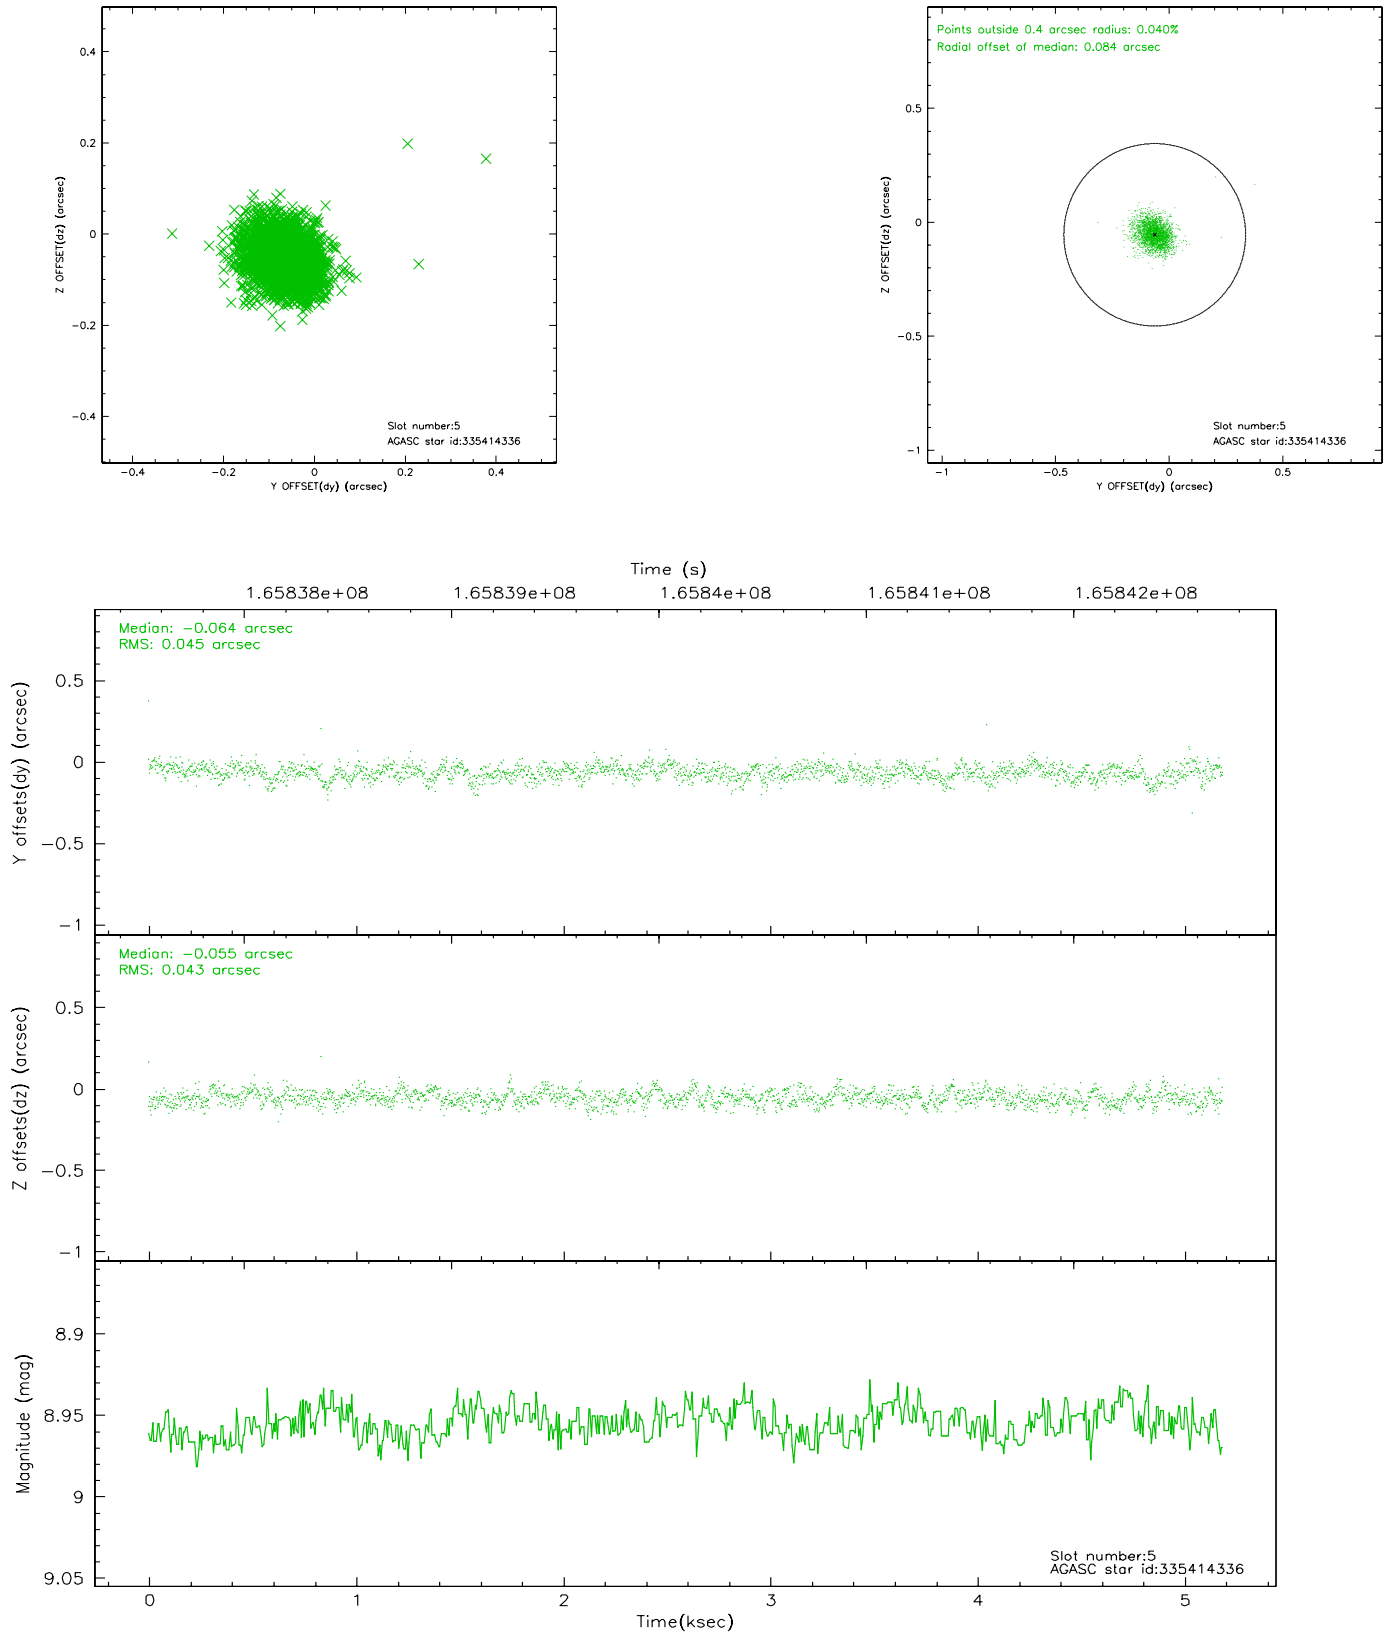 0.4
0.2
0
−0.2
−0.4
Z OFFSET(dz) (arcsec)
−0.4 −0.2 0 0.2 0.4
Y OFFSET(dy) (arcsec)
Slot number:5
AGASC star id:335414336
Points outside 0.4 arcsec radius: 0.040%
Radial offset of median: 0.084 arcsec
0.5
0
−0.5
−1
Z OFFSET(dz) (arcsec)
−1 −0.5 0 0.5
Y OFFSET(dy) (arcsec)
Slot number:5
AGASC star id:335414336
Time (s)
1.65838e+08 1.65839e+08 1.6584e+08 1.65841e+08 1.65842e+08
Median: −0.064 arcsec
RMS: 0.045 arcsec
0.5
0
−0.5
−1
Y offsets(dy) (arcsec)
Median: −0.055 arcsec
RMS: 0.043 arcsec
0.5
0
−0.5
−1
Z offsets(dz) (arcsec)
8.9
8.95
9
9.05
Magnitude (mag)
Slot number:5
AGASC star id:335414336
0 1 2 3 4 5
Time(ksec)